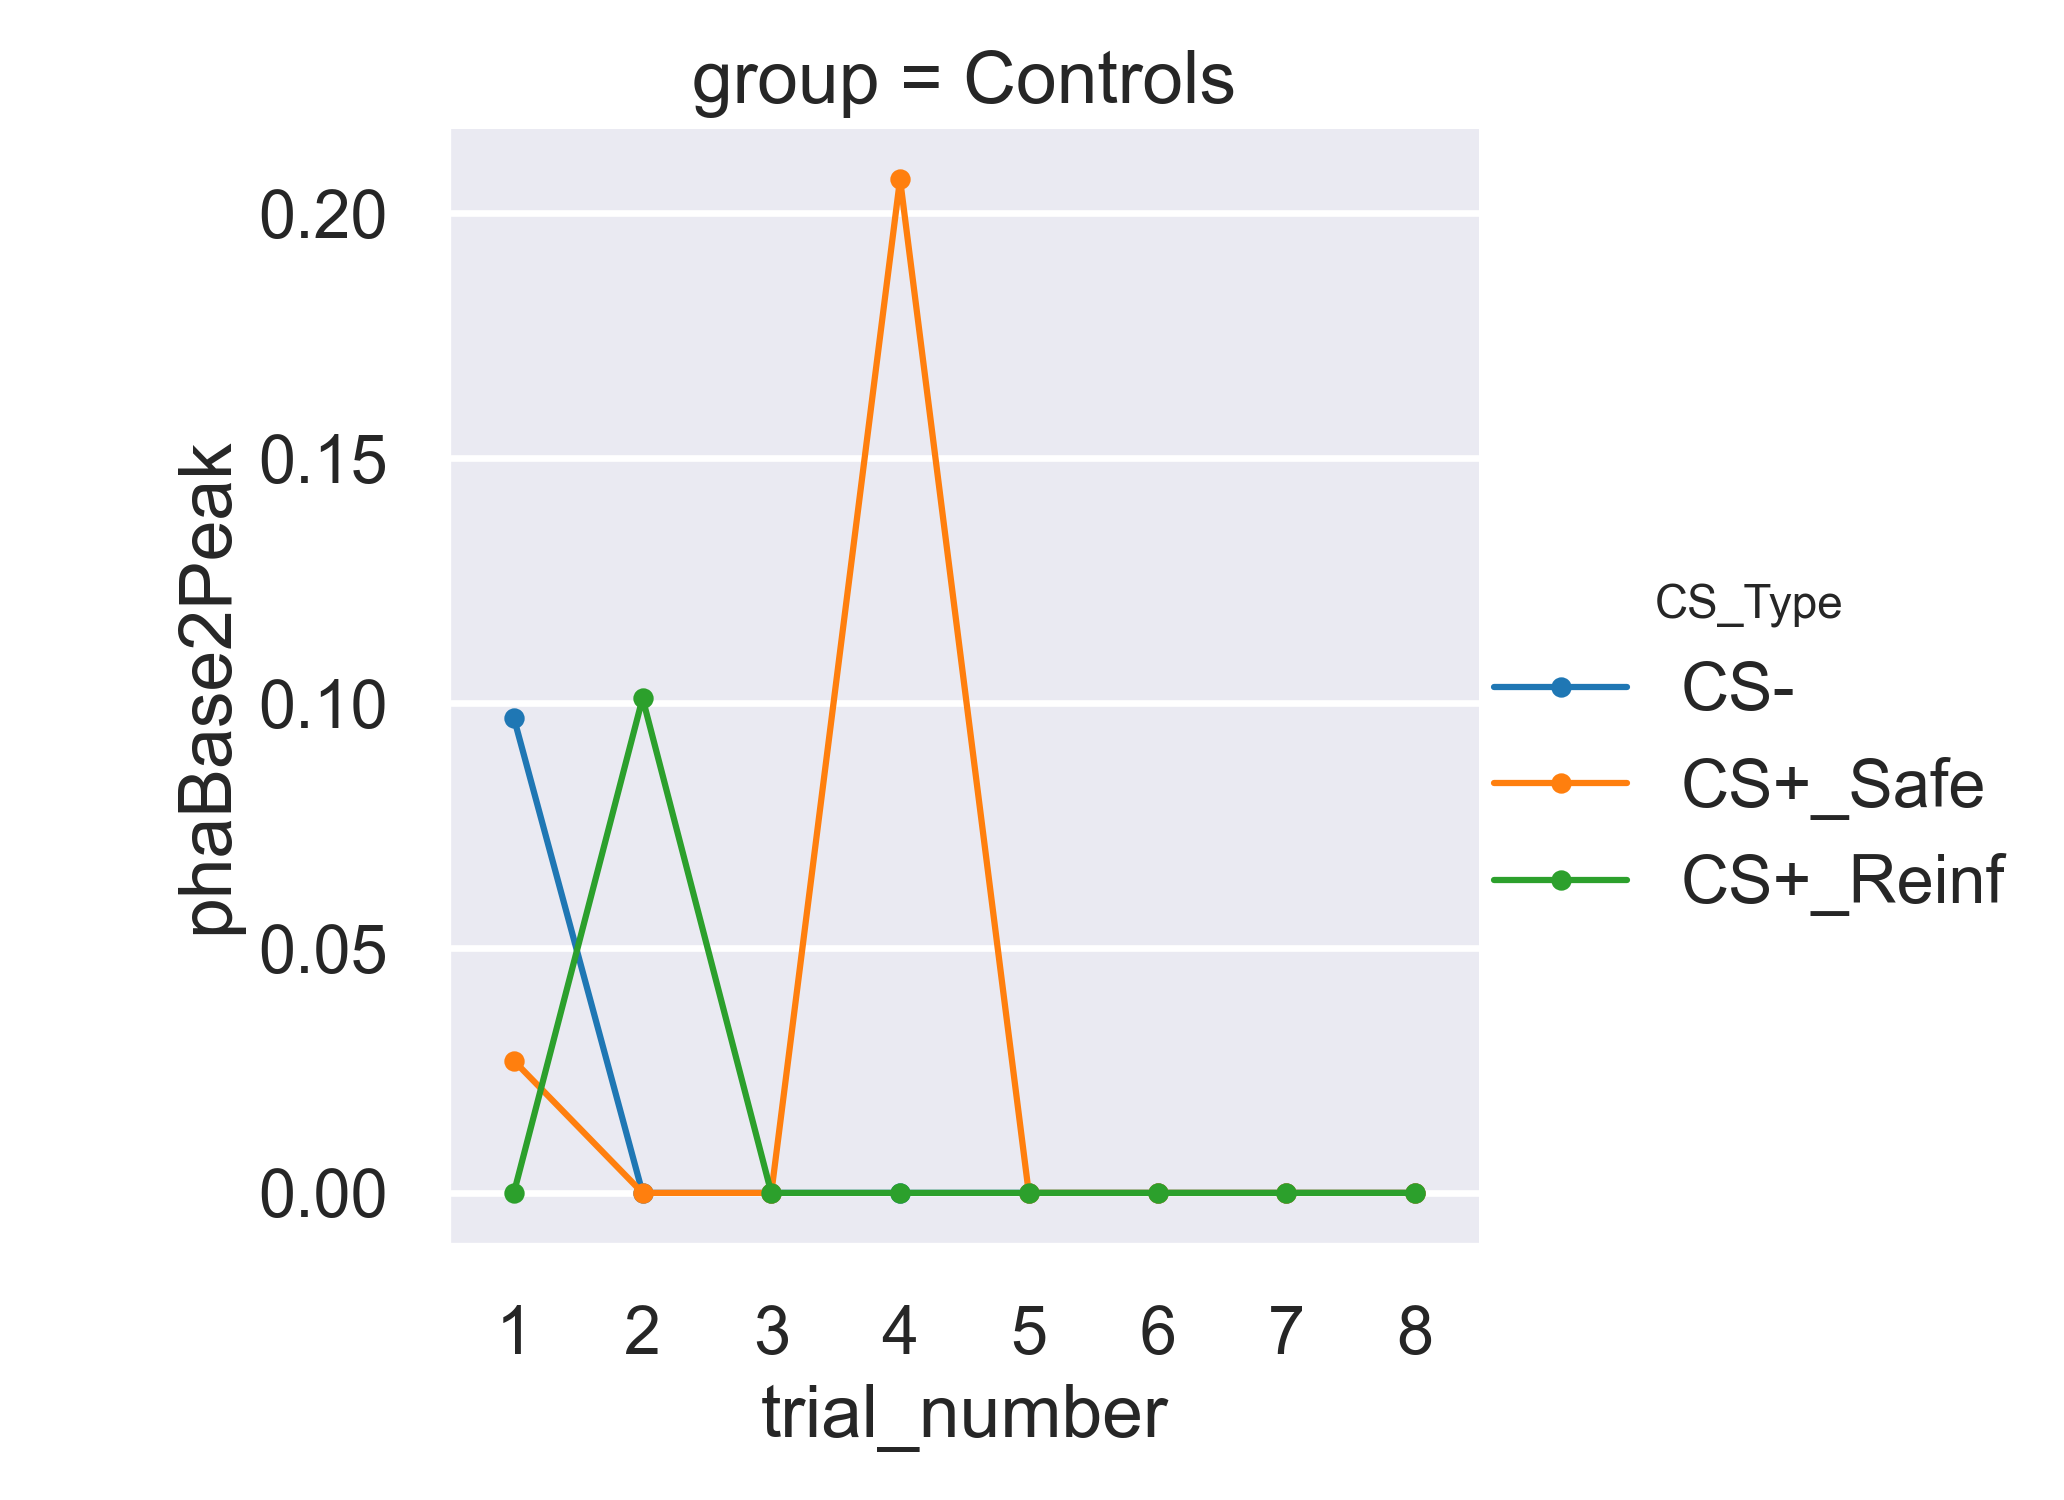 group = Controls
phaBase2Peak
0.20
0.15
0.10
0.05
0.00
1 2 3 4 5 6 7 8
trial_number
CS_Type
CS-
CS+_Safe
CS+_Reinf